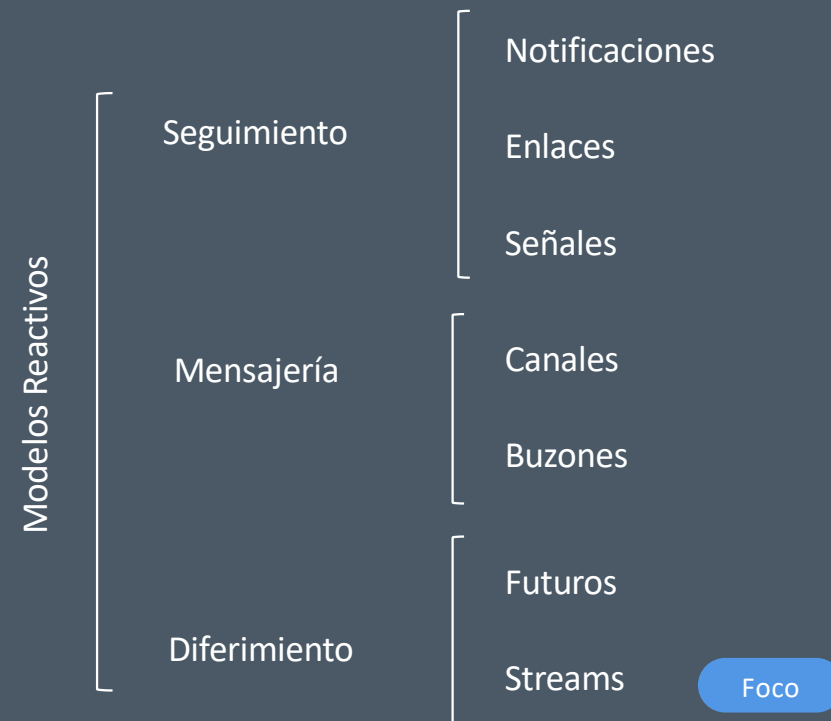 Modelos Reactivos
Seguimiento
Notificaciones
Enlaces
Señales
Mensajería
Canales
Buzones
Diferimiento
Futuros
Streams
Foco